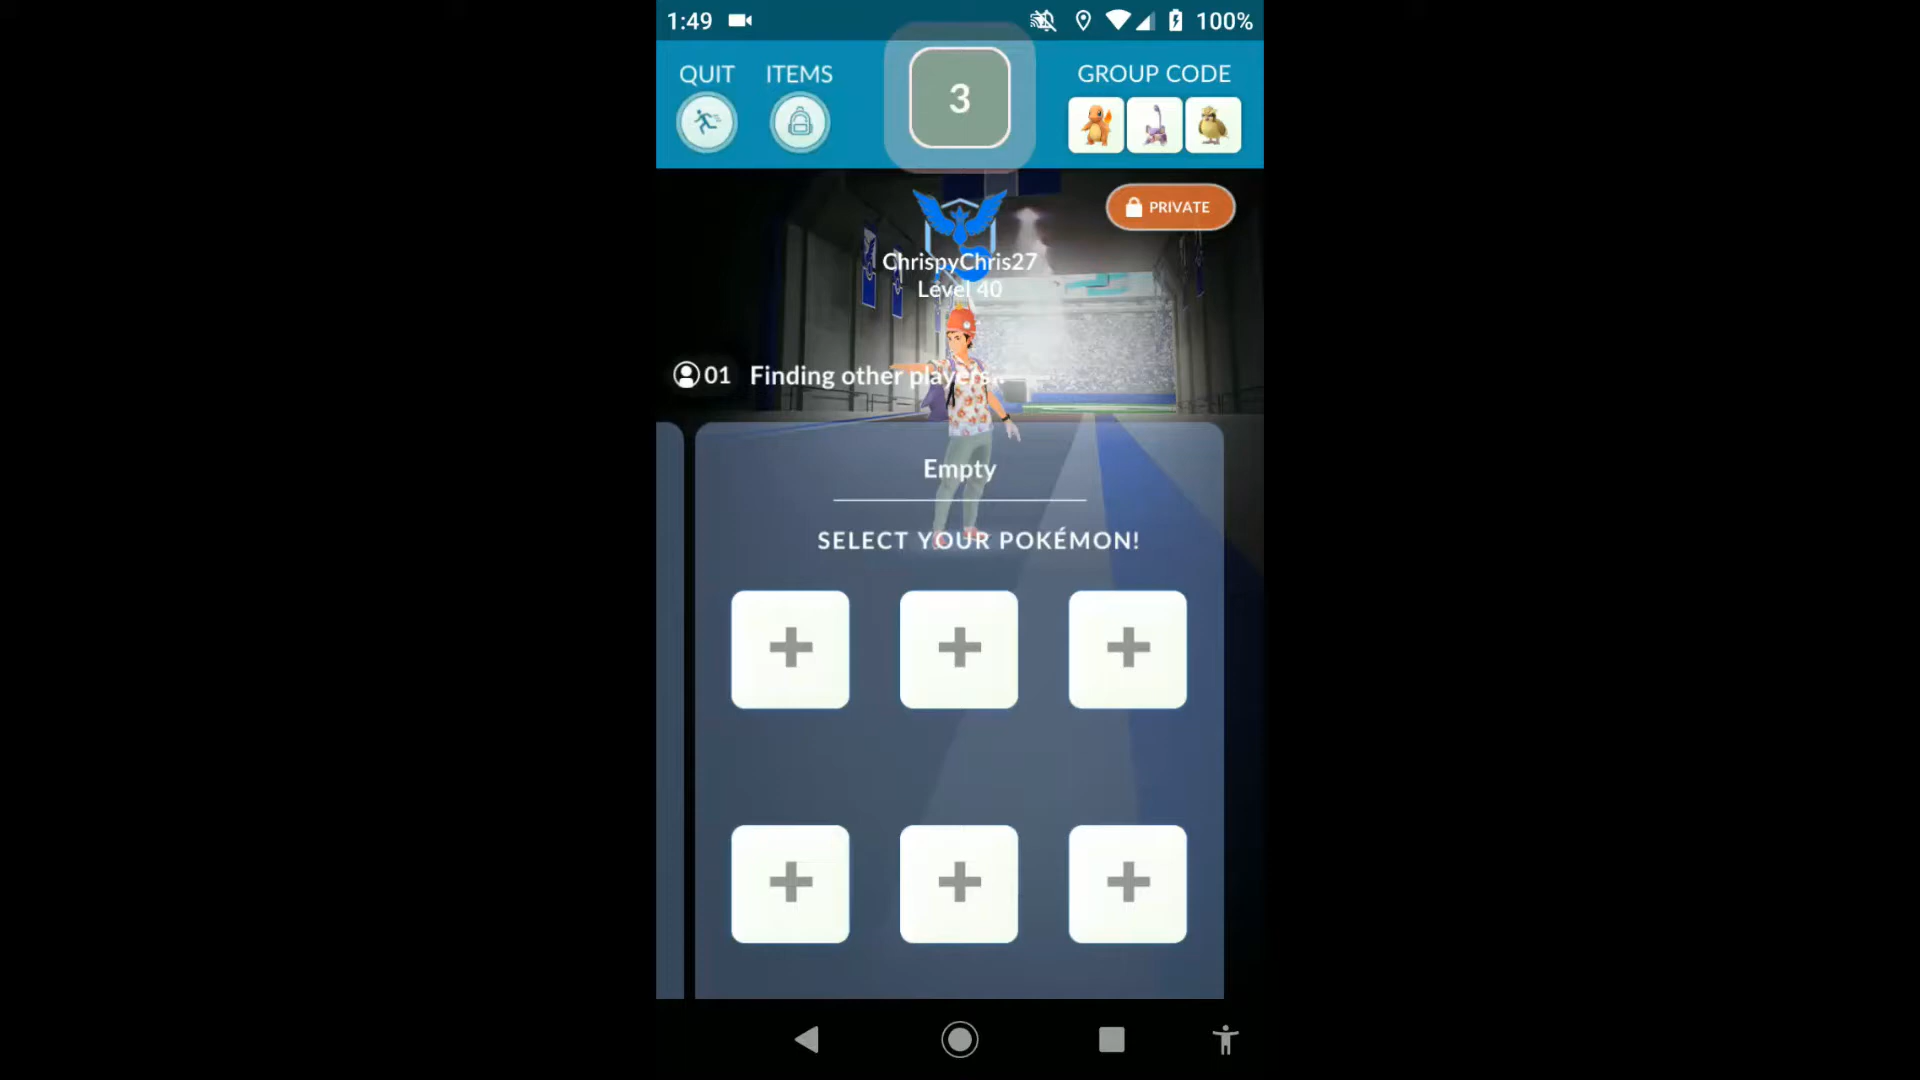 1:49
100%
QUIT
ITEMS
3
GROUP CODE
PRIVATE
ChrispyChris27
Level 40
01
Finding other players..
Empty
SELECT YOUR POKÉMON!